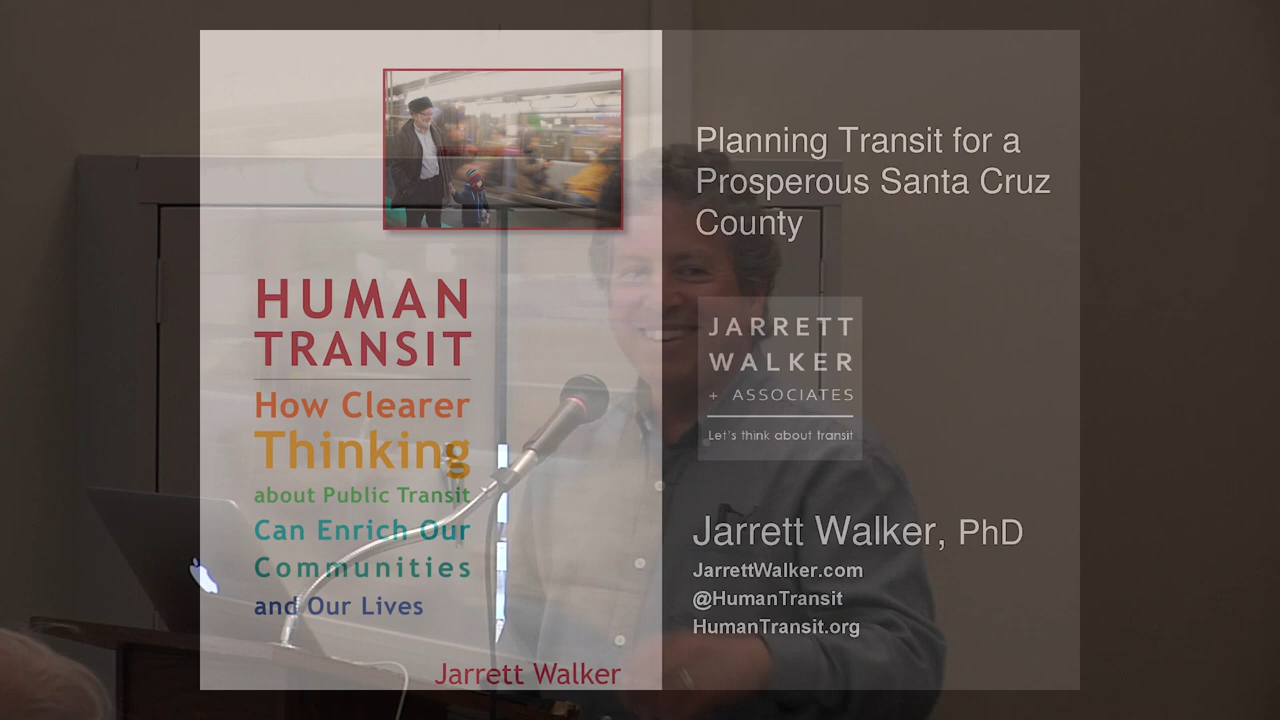 HUMAN
TRANSIT
How Clearer
Thinking
about Public Transit
Can Enrich Our
Communities
and Our Lives
Jarrett Walker
Planning Transit for a
Prosperous Santa Cruz
County
JARRETT
WALKER
+ ASSOCIATES
Let's think about transit
Jarrett Walker, PhD
JarrettWalker.com
@HumanTransit
HumanTransit.org